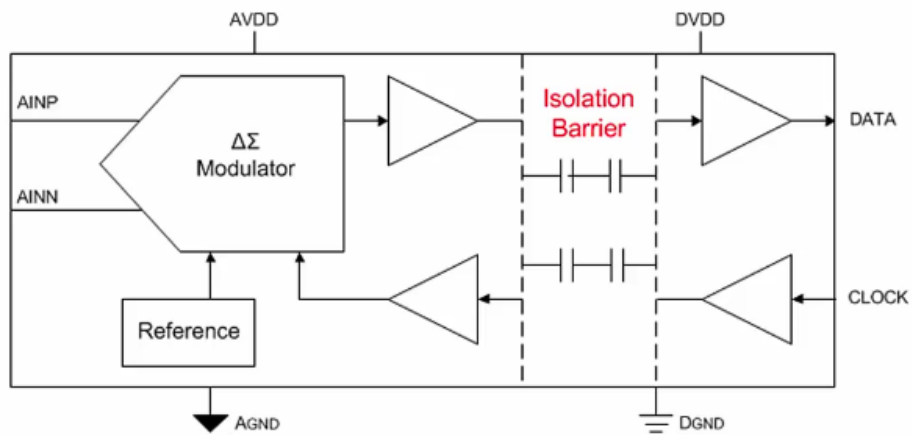 AVDD
DVDD
AINP
Isolation
Barrier
DATA
ΔΣ
Modulator
AINN
CLOCK
Reference
AGND
DGND